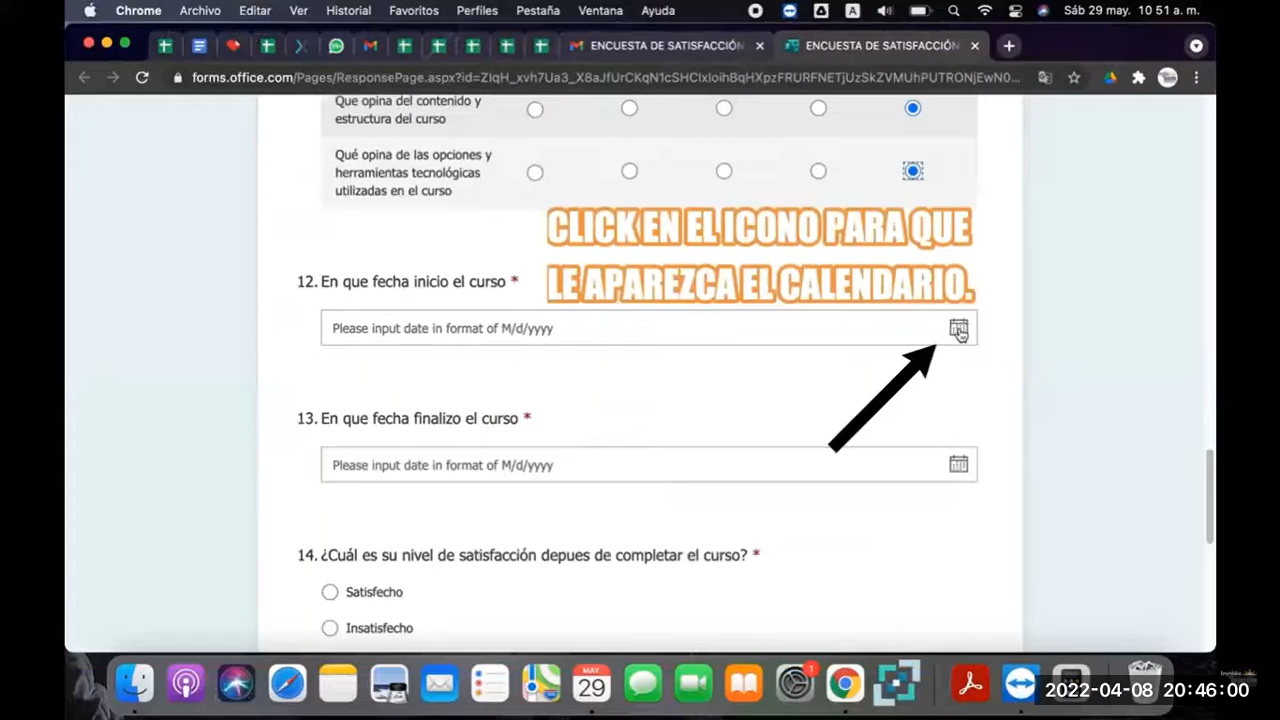 Chrome Archivo Editar Ver Historial Favoritos Perfiles Pestaña Ventana Ayuda A Sáb 29 may. 10 51 a. m.
ENCUESTA DE SATISFACCIÓN × ENCUESTA DE SATISFACCIÓN × +
forms.office.com/Pages/ResponsePage.aspx?id=ZIqH_xvh7Ua3_X8aJfUrCKqN1cSHCIxIoihBqHXpzFRURFNETjUzSkZVMUhPUTRONjEwN0...
Que opina del contenido y
estructura del curso
Qué opina de las opciones y
herramientas tecnológicas
utilizadas en el curso
CLICK EN EL ICONO PARA QUE
LE APAREZCA EL CALENDARIO.
12. En que fecha inicio el curso *
Please input date in format of M/d/yyyy
13. En que fecha finalizo el curso *
Please input date in format of M/d/yyyy
14. ¿Cuál es su nivel de satisfacción depues de completar el curso? *
Satisfecho
Insatisfecho
MAY
29
1
2022-04-08 20:46:00